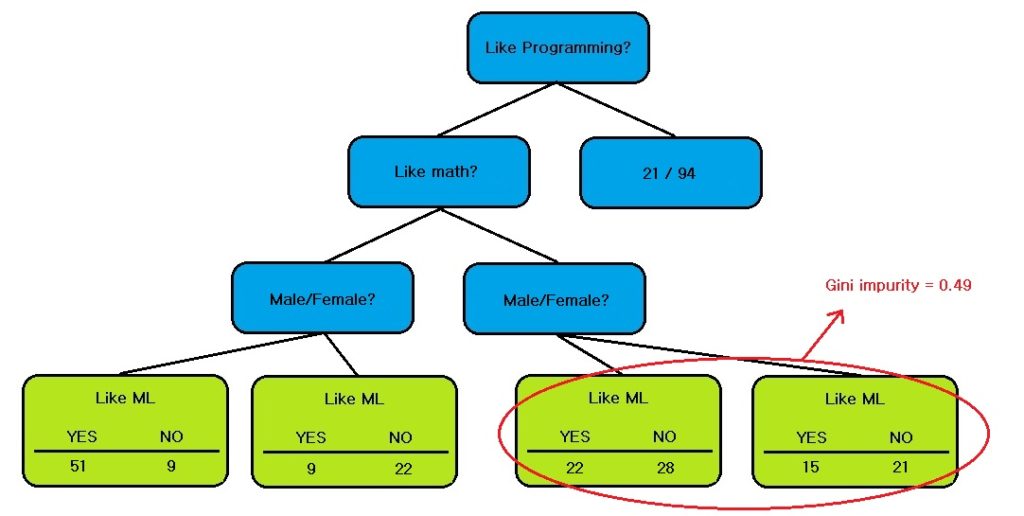 Like Programming?
Like math?
21 / 94
Male/Female?
Male/Female?
Gini impurity = 0.49
Like ML
YES NO
51 9
Like ML
YES NO
9 22
Like ML
YES NO
22 28
Like ML
YES NO
15 21